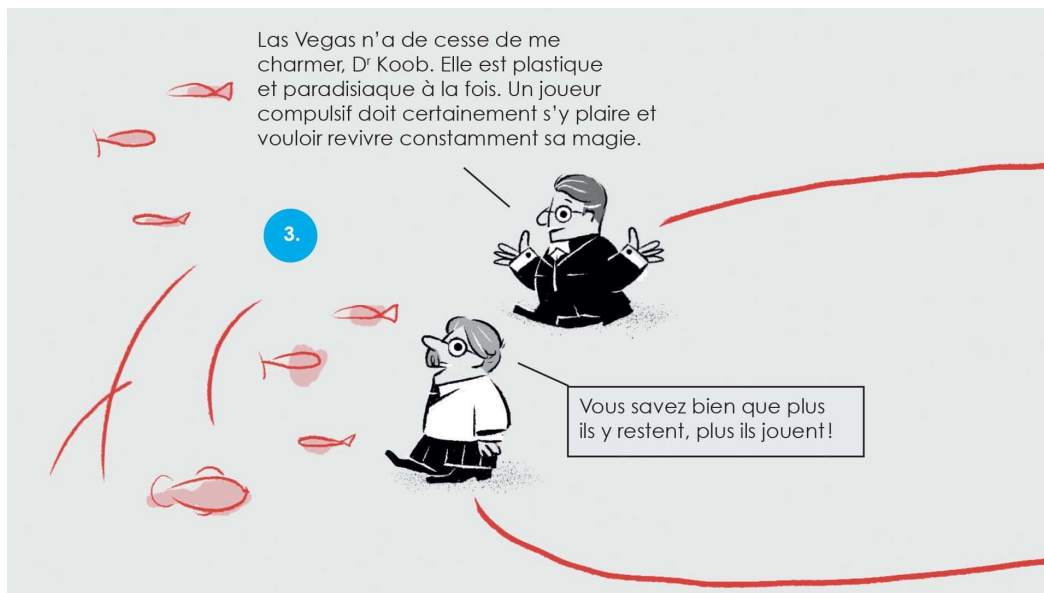 Las Vegas n’a de cesse de me
charmer, Dʳ Koob. Elle est plastique
et paradisiaque à la fois. Un joueur
compulsif doit certainement s’y plaire et
vouloir revivre constamment sa magie.
3.
Vous savez bien que plus
ils y restent, plus ils jouent!